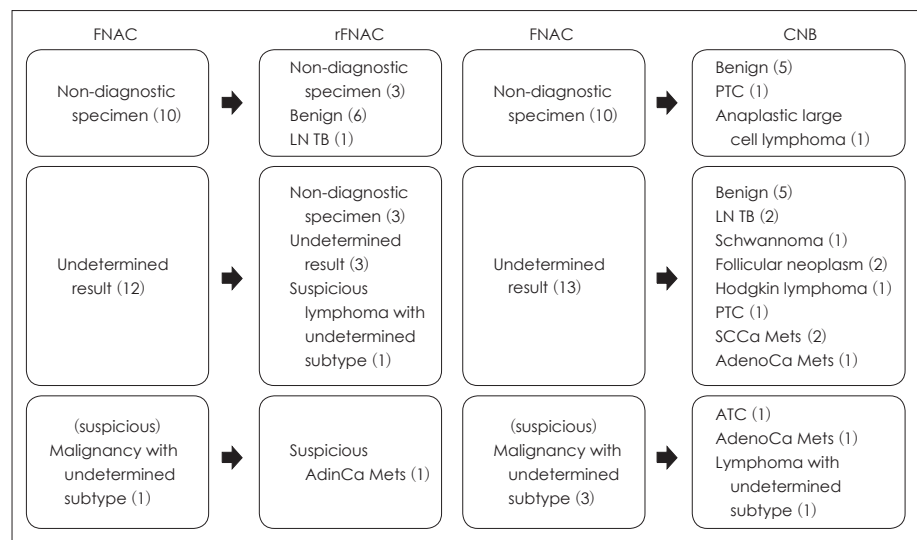 FNAC
rFNAC
FNAC
CNB
Non-diagnostic
specimen (10)
Non-diagnostic
specimen (3)
Benign (6)
LN TB (1)
Non-diagnostic
specimen (10)
Benign (5)
PTC (1)
Anaplastic large
cell lymphoma (1)
Undetermined
result (12)
Non-diagnostic
specimen (3)
Undetermined
result (3)
Suspicious
lymphoma with
undetermined
subtype (1)
Undetermined
result (13)
Benign (5)
LN TB (2)
Schwannoma (1)
Follicular neoplasm (2)
Hodgkin lymphoma (1)
PTC (1)
SCCa Mets (2)
AdenoCa Mets (1)
(suspicious)
Malignancy with
undetermined
subtype (1)
Suspicious
AdinCa Mets (1)
(suspicious)
Malignancy with
undetermined
subtype (3)
ATC (1)
AdenoCa Mets (1)
Lymphoma with
undetermined
subtype (1)